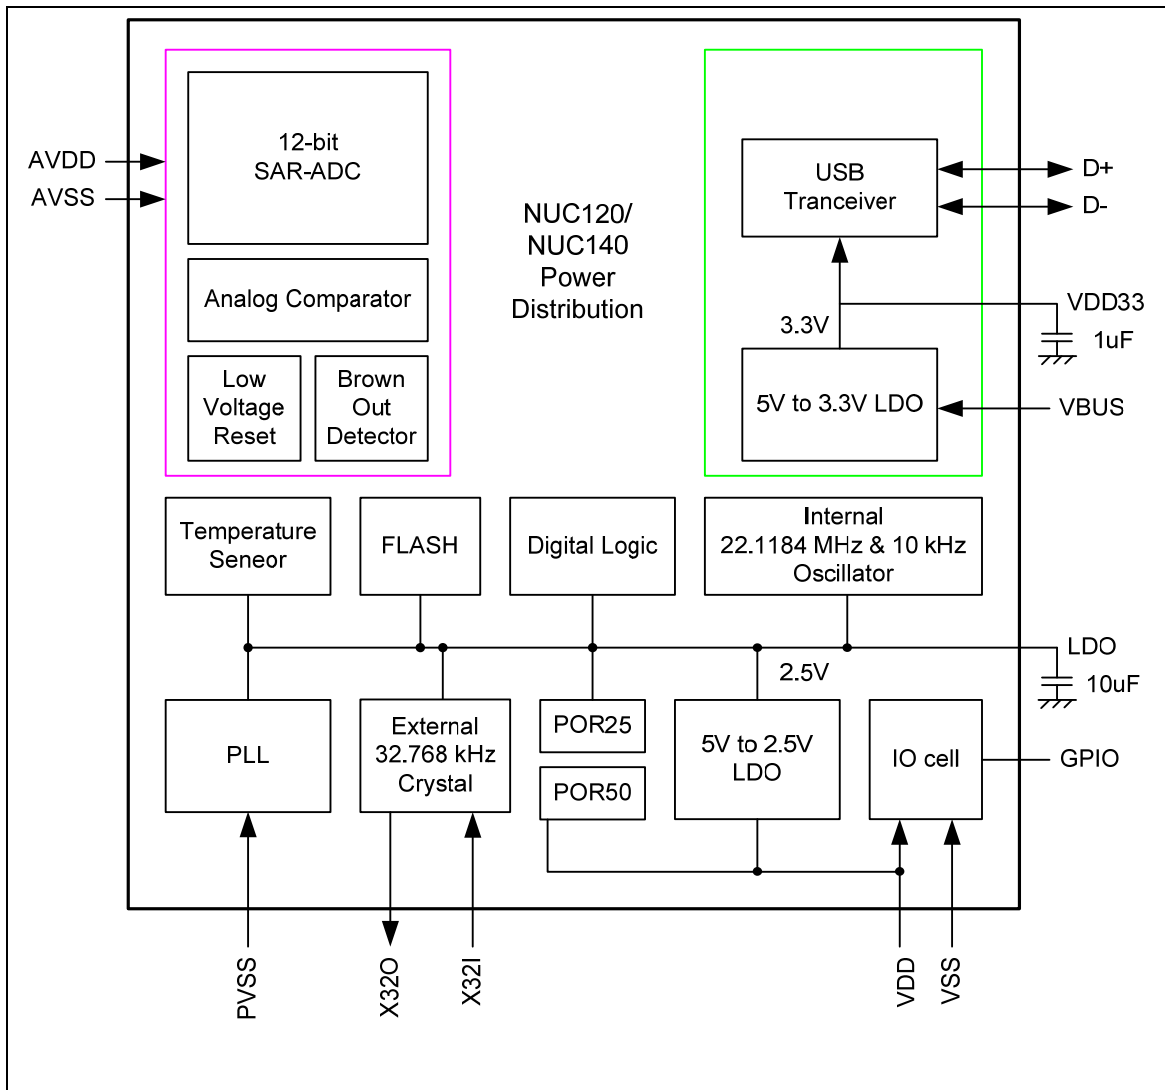 12-bit
SAR-ADC
AVDD
AVSS
Analog Comparator
Low
Voltage
Reset
Brown
Out
Detector
NUC120/
NUC140
Power
Distribution
USB
Tranceiver
D+
D-
3.3V
VDD33
1uF
5V to 3.3V LDO
VBUS
Temperature
Seneor
FLASH
Digital Logic
Internal
22.1184 MHz & 10 kHz
Oscillator
LDO
2.5V
10uF
PLL
External
32.768 kHz
Crystal
POR25
POR50
5V to 2.5V
LDO
IO cell
GPIO
PVSS
X32O
X32I
VDD
VSS